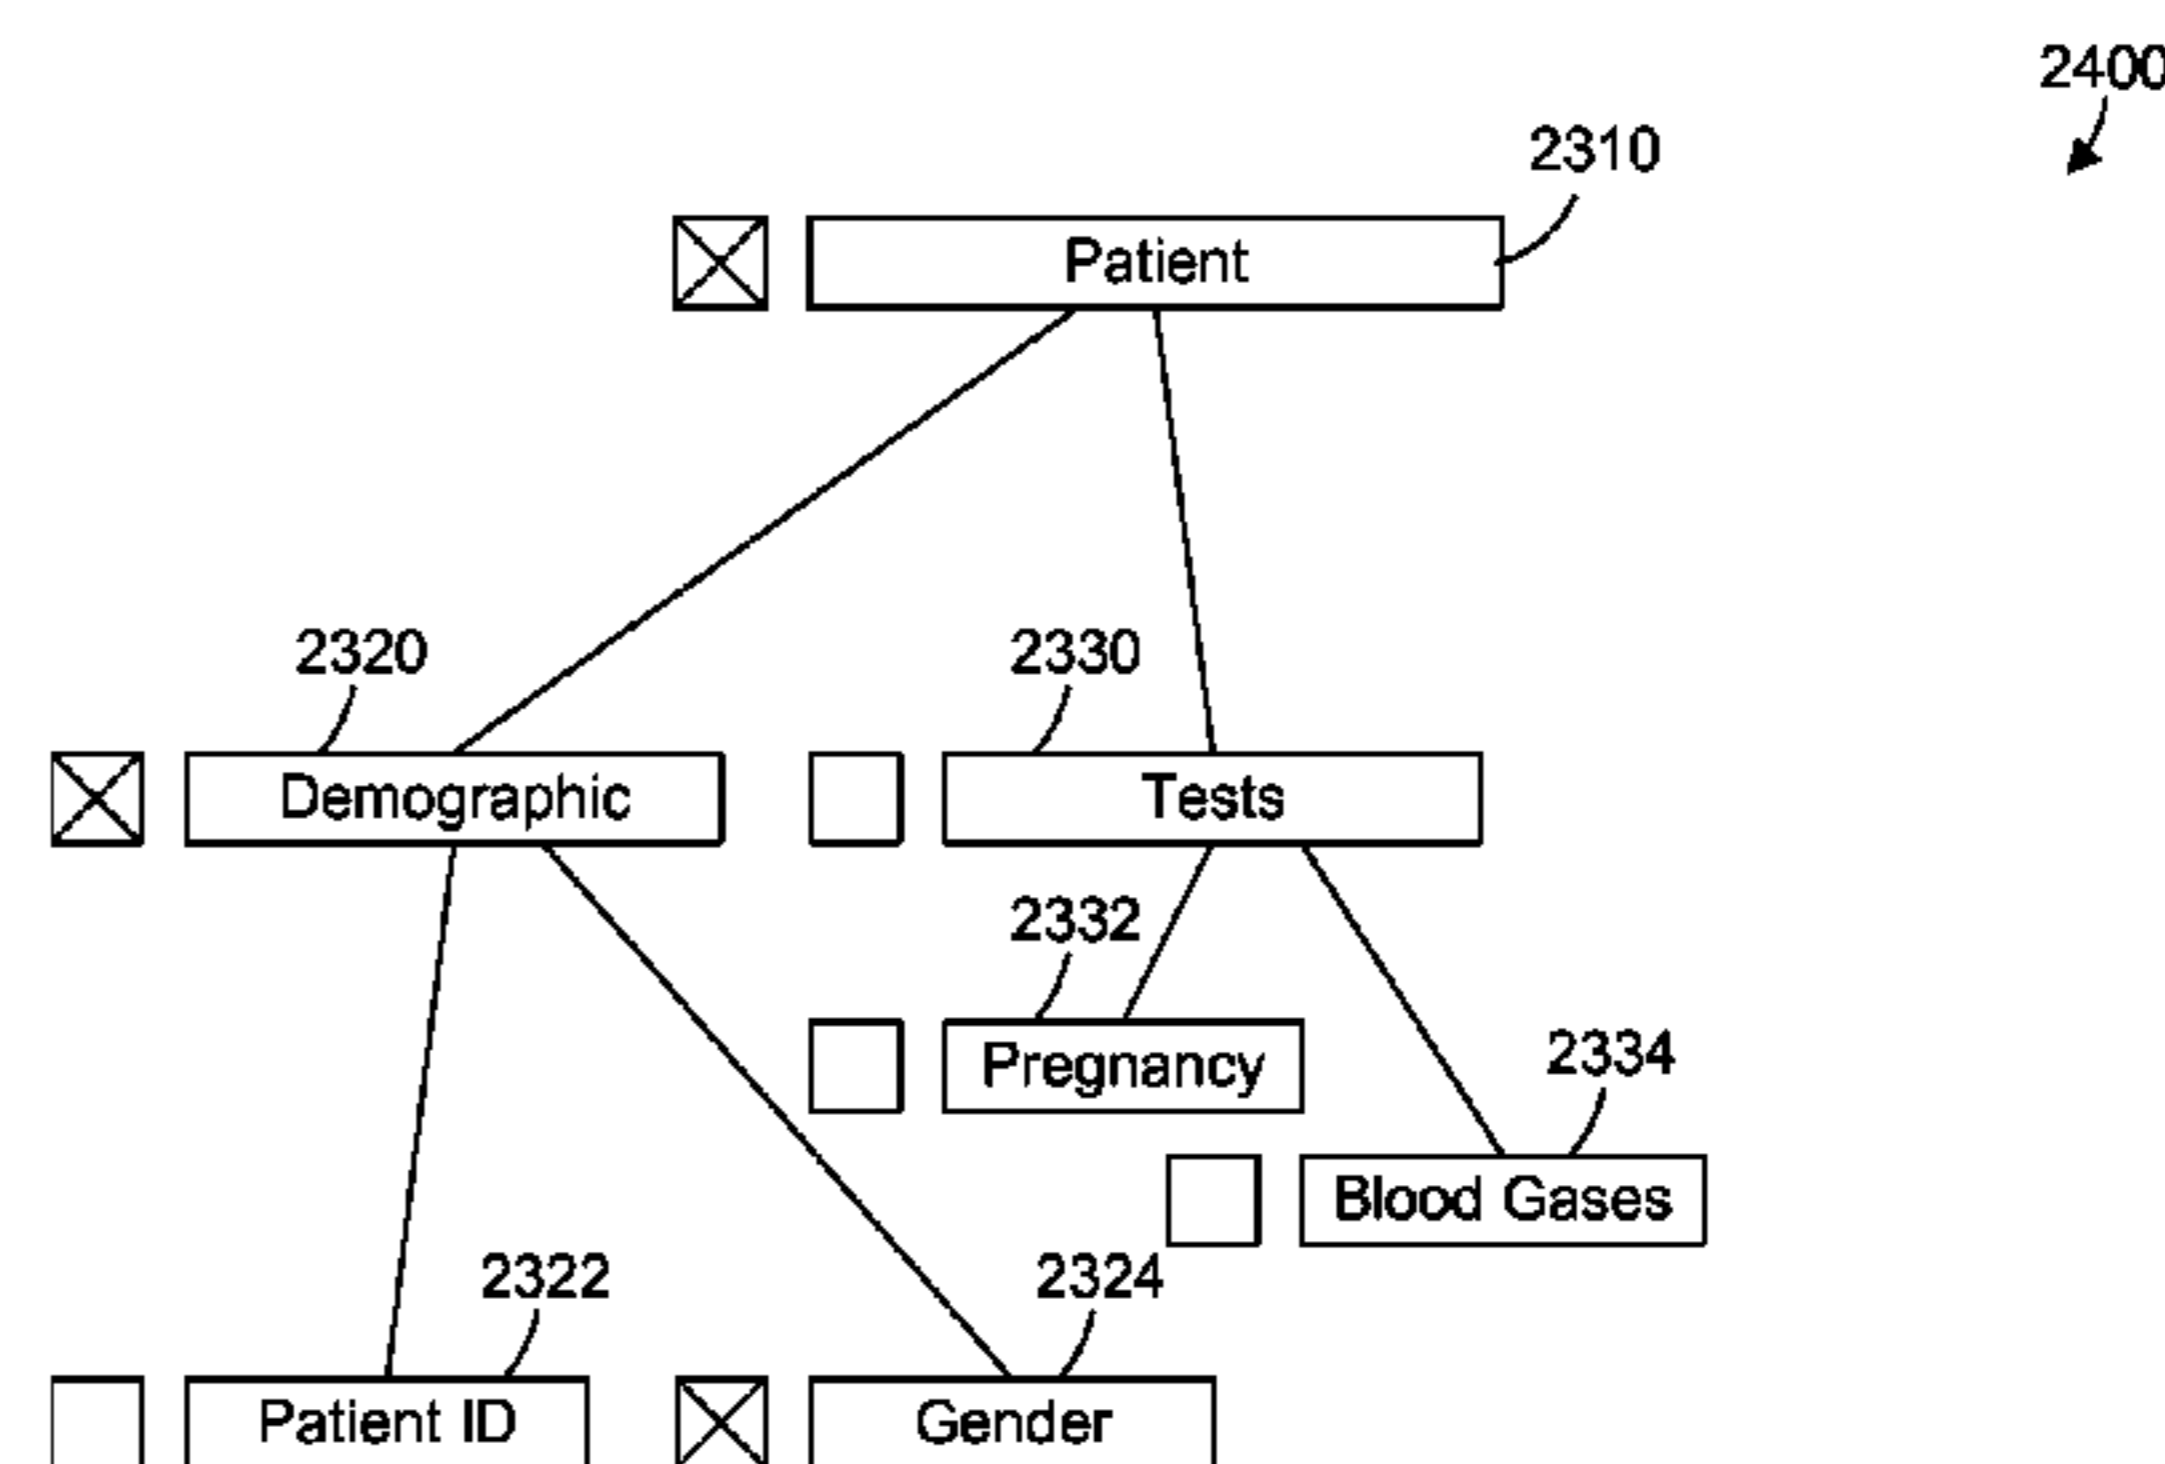 2400
2310
Patient
2320
2330
Demographic
Tests
2332
Pregnancy
2334
Blood Gases
2322
2324
Patient ID
Gender